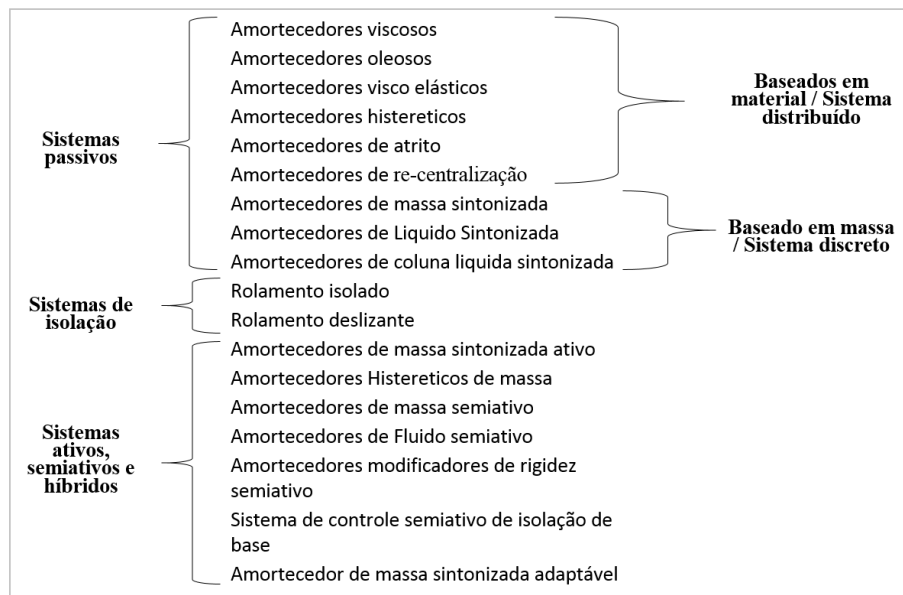 Sistemas
passivos
Amortecedores viscosos
Amortecedores oleosos
Amortecedores visco elásticos
Amortecedores histereticos
Amortecedores de atrito
Amortecedores de re-centralização
Amortecedores de massa sintonizada
Amortecedores de Liquido Sintonizada
Amortecedores de coluna liquida sintonizada
Baseados em
material / Sistema
distribuído
Baseado em massa
/ Sistema discreto
Sistemas de
isolação
Rolamento isolado
Rolamento deslizante
Sistemas
ativos,
semiativos e
híbridos
Amortecedores de massa sintonizada ativo
Amortecedores Histereticos de massa
Amortecedores de massa semiativo
Amortecedores de Fluido semiativo
Amortecedores modificadores de rigidez
semiativo
Sistema de controle semiativo de isolação de
base
Amortecedor de massa sintonizada adaptável